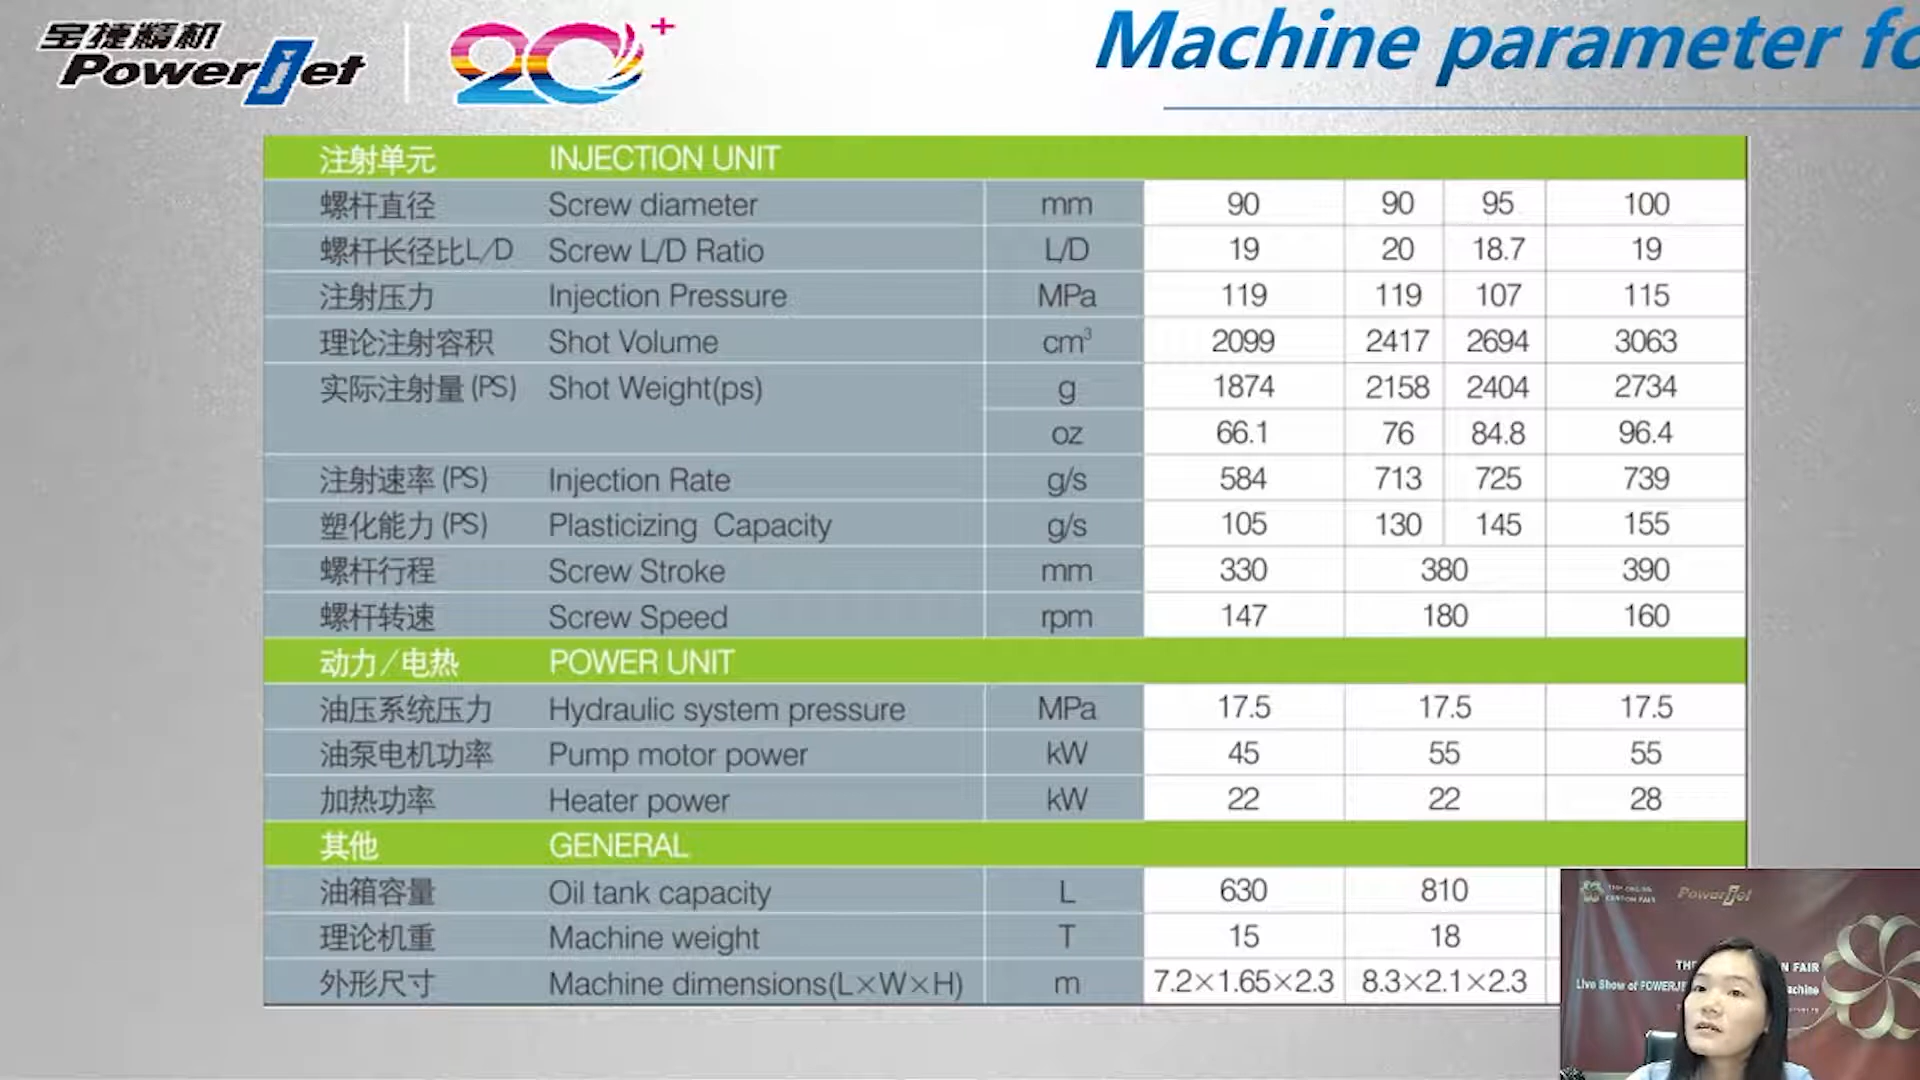 宝捷精机
PowerJet
20+
Machine parameter fo
注射单元 INJECTION UNIT
螺杆直径 Screw diameter mm 90 90 95 100
螺杆长径比L/D Screw L/D Ratio L/D 19 20 18.7 19
注射压力 Injection Pressure MPa 119 119 107 115
理论注射容积 Shot Volume cm³ 2099 2417 2694 3063
实际注射量(PS) Shot Weight(ps) g 1874 2158 2404 2734
oz 66.1 76 84.8 96.4
注射速率(PS) Injection Rate g/s 584 713 725 739
塑化能力(PS) Plasticizing Capacity g/s 105 130 145 155
螺杆行程 Screw Stroke mm 330 380 390
螺杆转速 Screw Speed rpm 147 180 160
动力/电热 POWER UNIT
油压系统压力 Hydraulic system pressure MPa 17.5 17.5 17.5
油泵电机功率 Pump motor power kW 45 55 55
加热功率 Heater power kW 22 22 28
其他 GENERAL
油箱容量 Oil tank capacity L 630 810
理论机重 Machine weight T 15 18
外形尺寸 Machine dimensions(L×W×H) m 7.2×1.65×2.3 8.3×2.1×2.3
CANTON FAIR
PowerJet
N FAIR
Live Show of POWERJE
achine